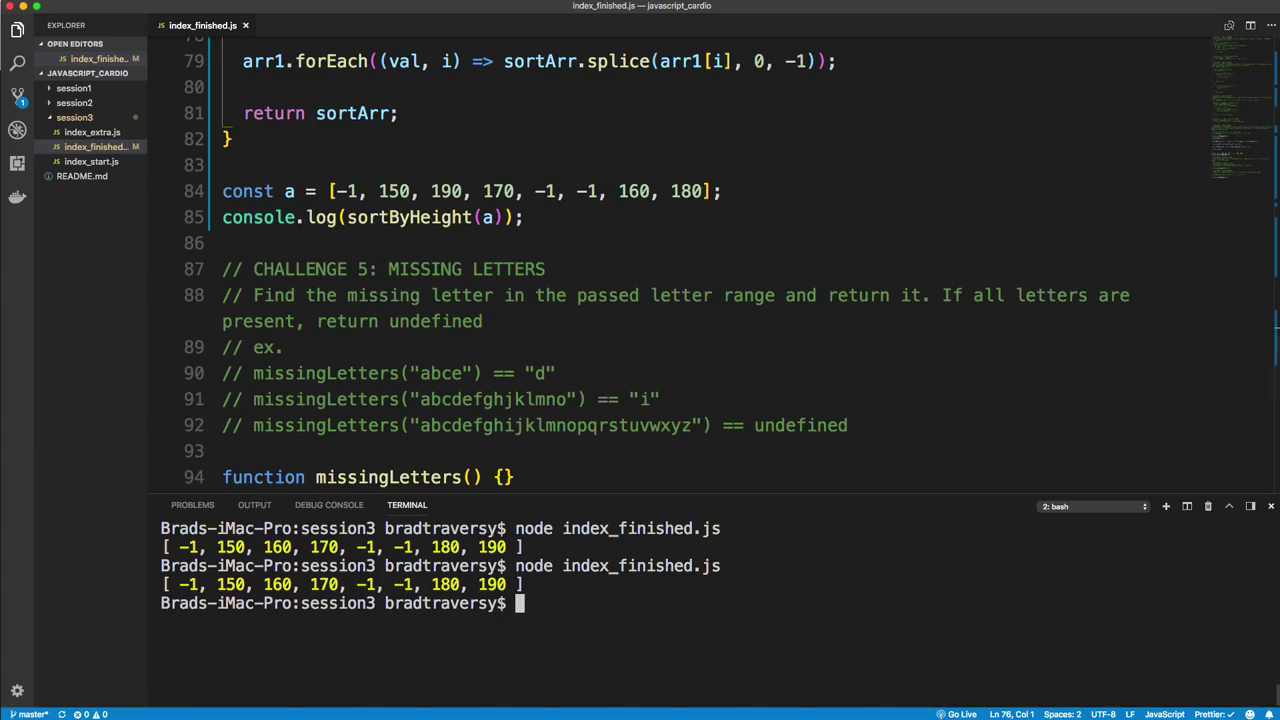 index_finished.js — javascript_cardio
EXPLORER
index_finished.js ×
OPEN EDITORS
index_finishe... M
JAVASCRIPT_CARDIO
session1
session2
session3
JS index_extra.js
JS index_finished... M
JS index_start.js
README.md
79 arr1.forEach((val, i) => sortArr.splice(arr1[i], 0, -1));
80
81 return sortArr;
82 }
83
84 const a = [-1, 150, 190, 170, -1, -1, 160, 180];
85 console.log(sortByHeight(a));
86
87 // CHALLENGE 5: MISSING LETTERS
88 // Find the missing letter in the passed letter range and return it. If all letters are
present, return undefined
89 // ex.
90 // missingLetters("abce") == "d"
91 // missingLetters("abcdefghjklmno") == "i"
92 // missingLetters("abcdefghijklmnopqrstuvwxyz") == undefined
93
94 function missingLetters() {}
PROBLEMS OUTPUT DEBUG CONSOLE TERMINAL 2: bash
Brads-iMac-Pro:session3 bradtraversy$ node index_finished.js
[ -1, 150, 160, 170, -1, -1, 180, 190 ]
Brads-iMac-Pro:session3 bradtraversy$ node index_finished.js
[ -1, 150, 160, 170, -1, -1, 180, 190 ]
Brads-iMac-Pro:session3 bradtraversy$
master* 0 0 Go Live Ln 76, Col 1 Spaces: 2 UTF-8 LF JavaScript Prettier: ✓